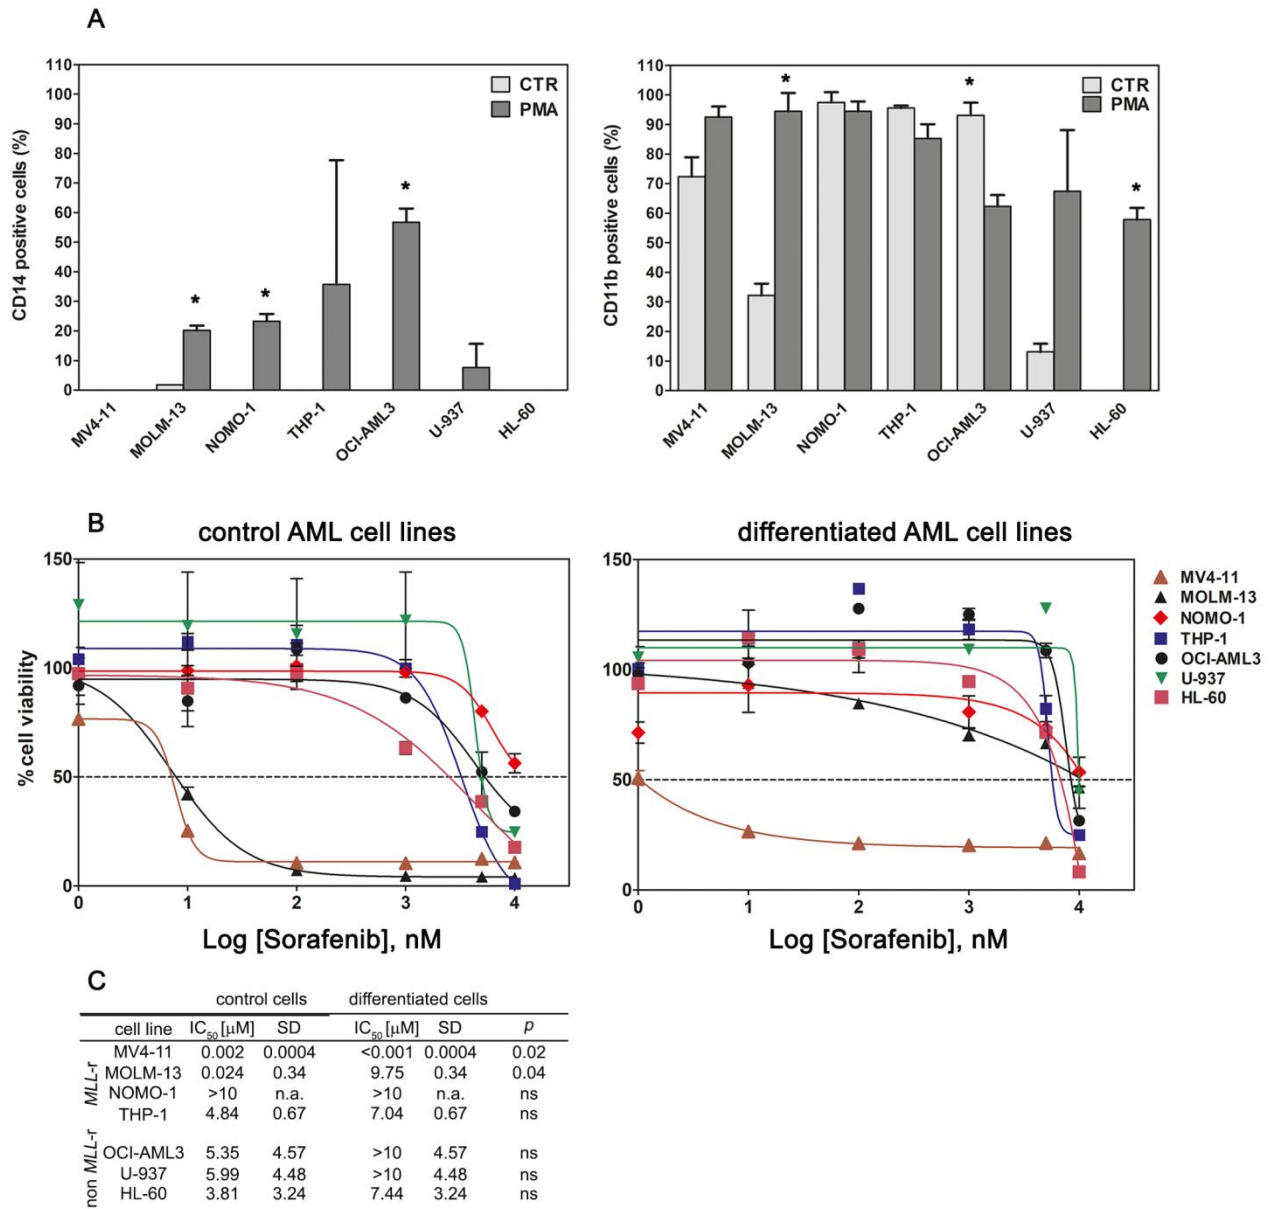 A
110
100
90
80
70
60
50
40
30
20
10
0
CD14 positive cells (%)
CTR
PMA
*
*
*
MV4-11
MOLM-13
NOMO-1
THP-1
OCI-AML3
U-937
HL-60
110
100
90
80
70
60
50
40
30
20
10
0
CD11b positive cells (%)
CTR
PMA
*
*
*
MV4-11
MOLM-13
NOMO-1
THP-1
OCI-AML3
U-937
HL-60
B
control AML cell lines
150
100
50
0
%cell viability
0 1 2 3 4
Log [Sorafenib], nM
differentiated AML cell lines
150
100
50
0
0 1 2 3 4
Log [Sorafenib], nM
MV4-11
MOLM-13
NOMO-1
THP-1
OCI-AML3
U-937
HL-60
C
control cells differentiated cells
cell line IC50 [µM] SD IC50 [µM] SD p
MLL-r
MV4-11 0.002 0.0004 <0.001 0.0004 0.02
MOLM-13 0.024 0.34 9.75 0.34 0.04
NOMO-1 >10 n.a. >10 n.a. ns
THP-1 4.84 0.67 7.04 0.67 ns
non MLL-r
OCI-AML3 5.35 4.57 >10 4.57 ns
U-937 5.99 4.48 >10 4.48 ns
HL-60 3.81 3.24 7.44 3.24 ns